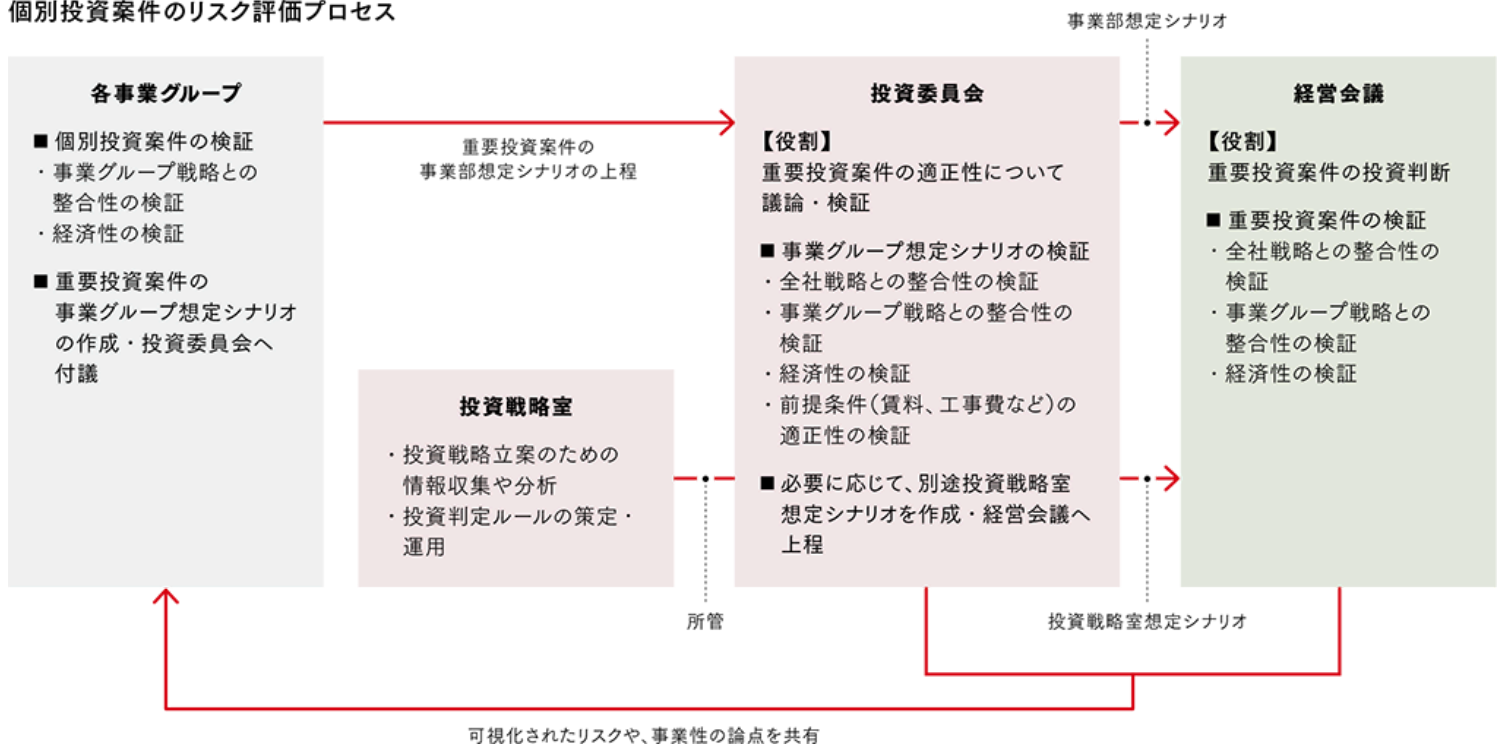 個別投資案件のリスク評価プロセス
事業部想定シナリオ
各事業グループ
■ 個別投資案件の検証
・事業グループ戦略との
整合性の検証
・経済性の検証
■ 重要投資案件の
事業グループ想定シナリオ
の作成・投資委員会へ
付議
重要投資案件の
事業部想定シナリオの上程
投資戦略室
・投資戦略立案のための
情報収集や分析
・投資判定ルールの策定・
運用
所管
投資委員会
【役割】
重要投資案件の適正性について
議論・検証
■ 事業グループ想定シナリオの検証
・全社戦略との整合性の検証
・事業グループ戦略との整合性の
検証
・経済性の検証
・前提条件(賃料、工事費など)の
適正性の検証
■ 必要に応じて、別途投資戦略室
想定シナリオを作成・経営会議へ
上程
経営会議
【役割】
重要投資案件の投資判断
■ 重要投資案件の検証
・全社戦略との整合性の
検証
・事業グループ戦略との
整合性の検証
・経済性の検証
投資戦略室想定シナリオ
可視化されたリスクや、事業性の論点を共有